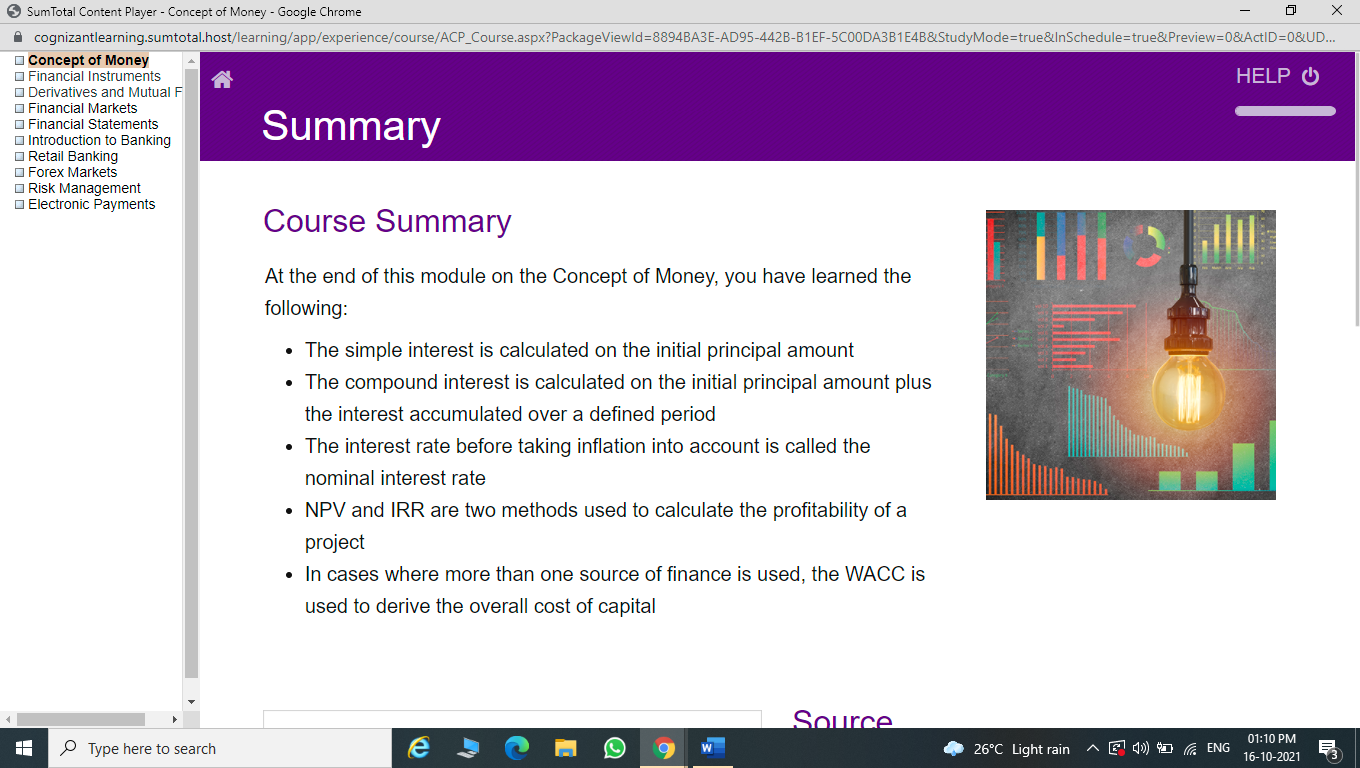 SumTotal Content Player - Concept of Money - Google Chrome
cognizantlearning.sumtotal.host/learning/app/experience/course/ACP_Course.aspx?PackageViewId=8894BA3E-AD95-442B-B1EF-5C00DA3B1E4B&StudyMode=true&InSchedule=true&Preview=0&ActID=0&UD...
Concept of Money
Financial Instruments
Derivatives and Mutual F
Financial Markets
Financial Statements
Introduction to Banking
Retail Banking
Forex Markets
Risk Management
Electronic Payments
HELP
Summary
Course Summary
At the end of this module on the Concept of Money, you have learned the
following:
• The simple interest is calculated on the initial principal amount
• The compound interest is calculated on the initial principal amount plus
the interest accumulated over a defined period
• The interest rate before taking inflation into account is called the
nominal interest rate
• NPV and IRR are two methods used to calculate the profitability of a
project
• In cases where more than one source of finance is used, the WACC is
used to derive the overall cost of capital
Source
Type here to search
26°C Light rain
ENG
01:10 PM
16-10-2021
3